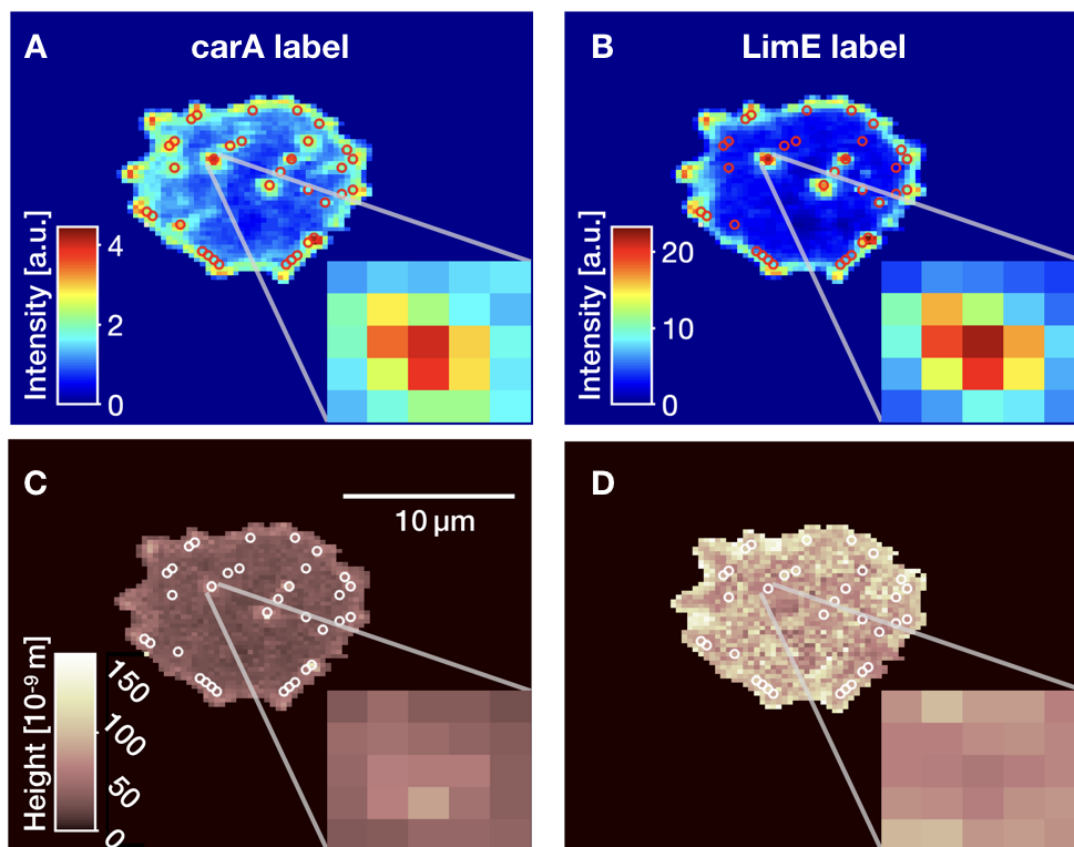 A carA label
B LimE label
Intensity [a.u.]
4
2
0
Intensity [a.u.]
20
10
0
C
10 µm
D
Height [10⁻⁹ m]
150
100
50
0